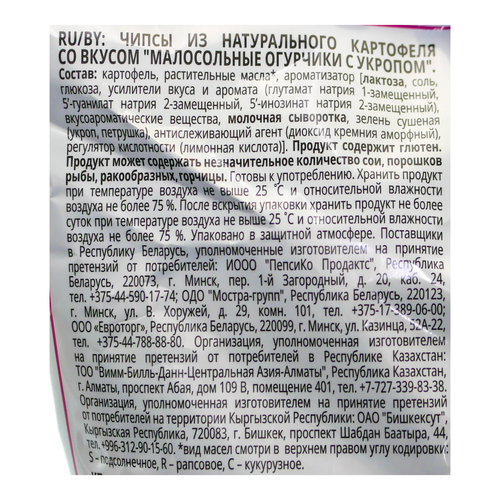 RU/BY: ЧИПСЫ ИЗ НАТУРАЛЬНОГО КАРТОФЕЛЯ
СО ВКУСОМ "МАЛОСОЛЬНЫЕ ОГУРЧИКИ С УКРОПОМ".
Состав: картофель, растительные масла*, ароматизатор [лактоза, соль,
глюкоза, усилители вкуса и аромата (глутамат натрия 1-замещенный,
5'-гуанилат натрия 2-замещенный, 5'-инозинат натрия 2-замещенный),
вкусоароматические вещества, молочная сыворотка, зелень сушеная
(укроп, петрушка), антислеживающий агент (диоксид кремния аморфный),
регулятор кислотности (лимонная кислота)]. Продукт содержит глютен.
Продукт может содержать незначительное количество сои, порошков
рыбы, ракообразных, горчицы. Готовы к употреблению. Хранить продукт
при температуре воздуха не выше 25 ˚С и относительной влажности
воздуха не более 75 %. После вскрытия упаковки хранить продукт не более
суток при температуре воздуха не выше 25 ˚С и относительной влажности
воздуха не более 75 %. Упаковано в защитной атмосфере. Поставщики
в Республику Беларусь, уполномоченные изготовителем на принятие
претензий от потребителей: ИООО "ПепсиКо Продактс", Республика
Беларусь, 220073, г. Минск, пер. 1-й Загородный, д. 20, каб. 24,
тел. +375-44-590-17-74; ОДО "Мостра-групп", Республика Беларусь, 220123,
г. Минск, ул. В. Хоружей, д. 29, комн. 101, тел. +375-17-389-06-00;
ООО «Евроторг», Республика Беларусь, 220099, г. Минск, ул. Казинца, 52А-22,
тел. +375-44-788-88-80. Организация, уполномоченная изготовителем на
принятие претензий от потребителей в Республике Казахстан:
ТОО "Вимм-Билль-Данн-Центральная Азия-Алматы", Республика Казахстан,
г. Алматы, проспект Абая, дом 109 В, помещение 401, тел. +7-727-339-83-38.
Организация, уполномоченная изготовителем на принятие претензий
от потребителей на территории Кыргызской Республики: ОАО "Бишкексут",
Кыргызская Республика, 720083, г. Бишкек, проспект Шабдан Баатыра, 44,
тел. +996-312-90-15-60. *вид масел смотри в верхнем правом углу кодировки:
S – подсолнечное, R – рапсовое, C – кукурузное.